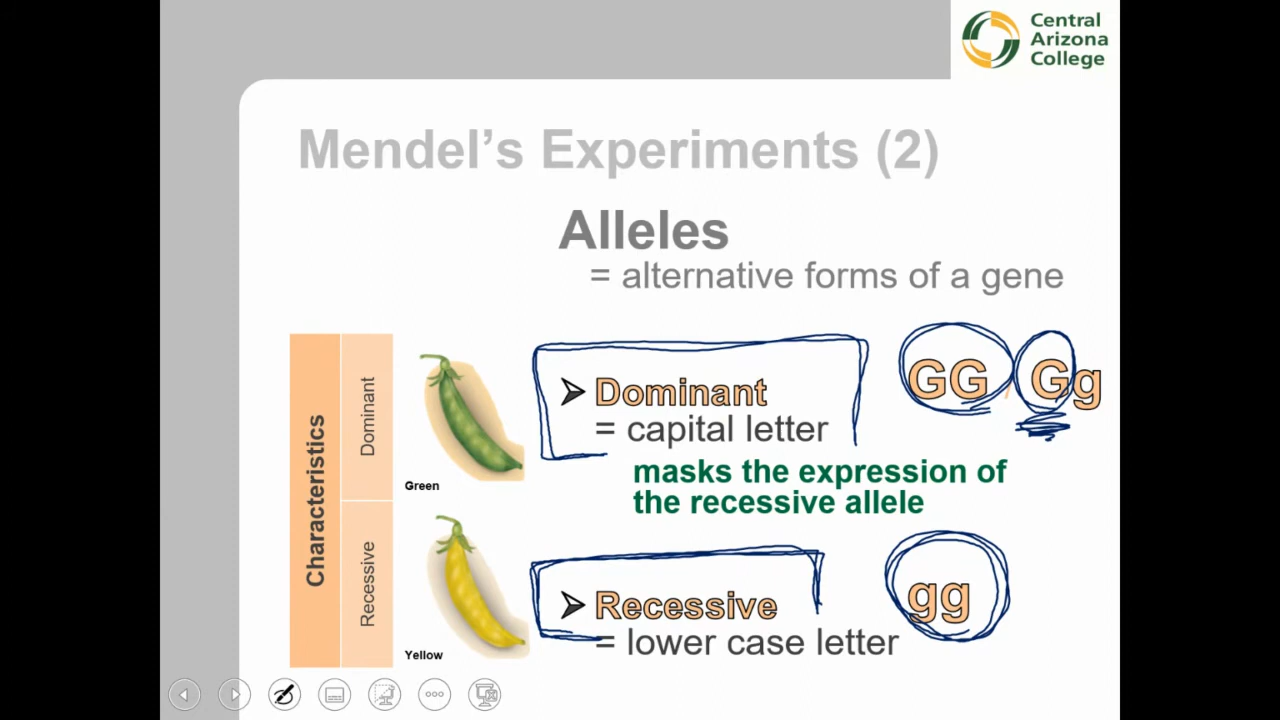 Central
Arizona
College
Mendel's Experiments (2)
Alleles
= alternative forms of a gene
Characteristics
Dominant
Recessive
Green
Yellow
➢ Dominant
= capital letter
GG Gg
masks the expression of
the recessive allele
➢ Recessive
= lower case letter
gg